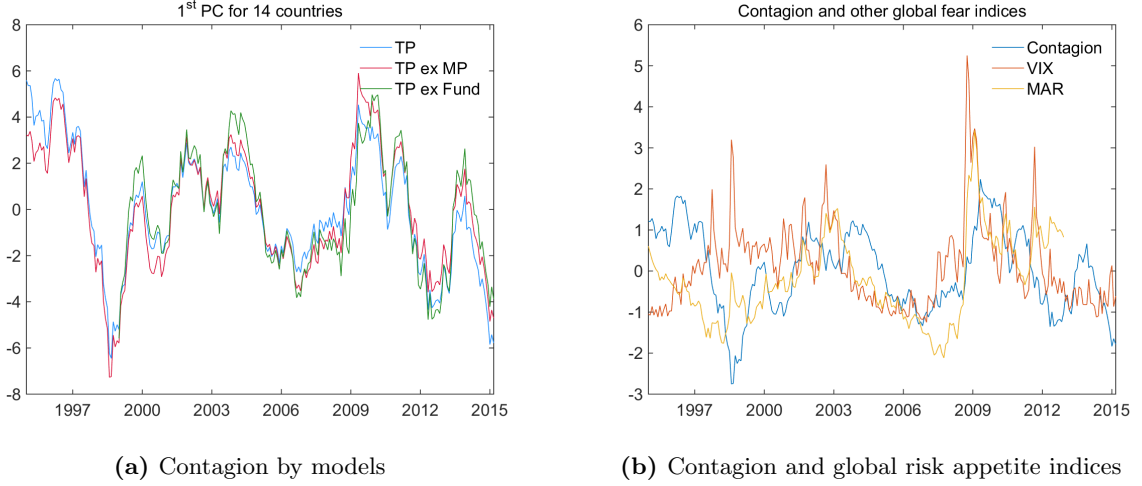 1st PC for 14 countries
8
6
4
2
0
-2
-4
-6
-8
TP
TP ex MP
TP ex Fund
1997 2000 2003 2006 2009 2012 2015
(a) Contagion by models
Contagion and other global fear indices
6
5
4
3
2
1
0
-1
-2
-3
Contagion
VIX
MAR
1997 2000 2003 2006 2009 2012 2015
(b) Contagion and global risk appetite indices